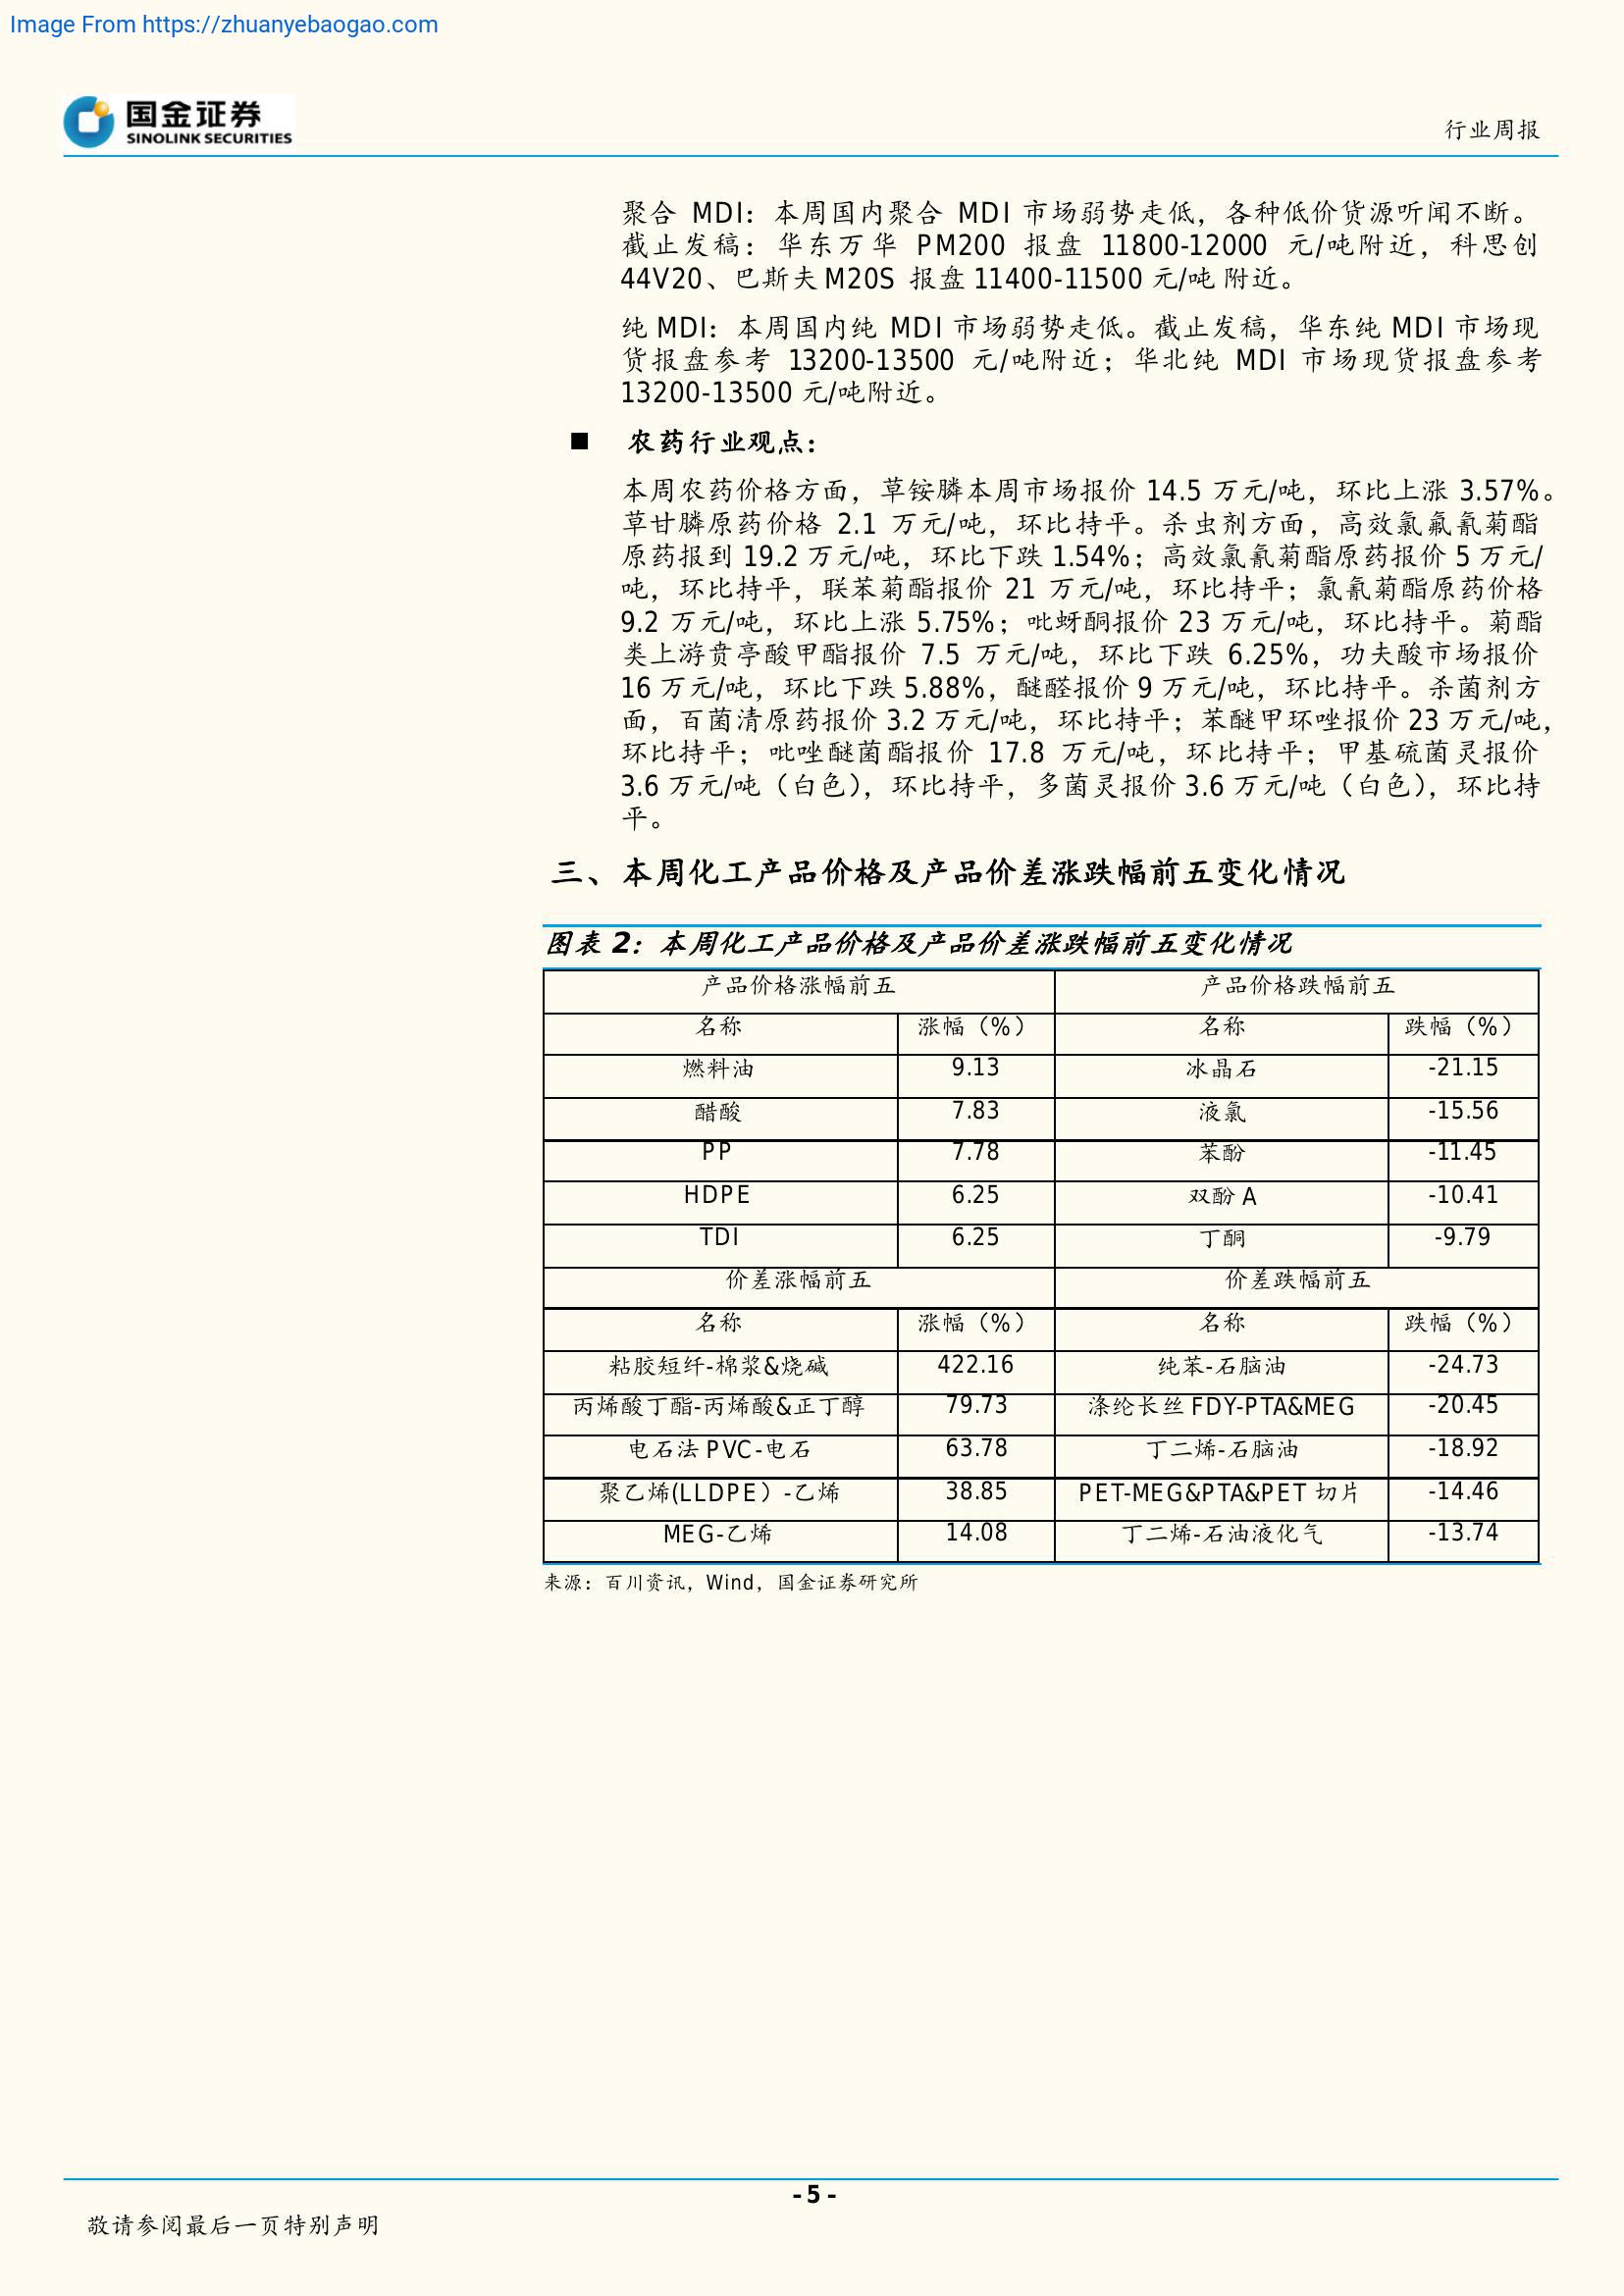 Image From https://zhuanyebaogao.com
国金证券
SINOLINK SECURITIES
行业周报
聚合 MDI：本周国内聚合 MDI 市场弱势走低，各种低价货源听闻不断。
截止发稿：华东万华 PM200 报盘 11800-12000 元/吨附近，科思创
44V20、巴斯夫 M20S 报盘 11400-11500 元/吨 附近。
纯 MDI：本周国内纯 MDI 市场弱势走低。截止发稿，华东纯 MDI 市场现
货报盘参考 13200-13500 元/吨附近；华北纯 MDI 市场现货报盘参考
13200-13500 元/吨附近。
■ 农药行业观点：
本周农药价格方面，草铵膦本周市场报价 14.5 万元/吨，环比上涨 3.57%。
草甘膦原药价格 2.1 万元/吨，环比持平。杀虫剂方面，高效氯氟氰菊酯
原药报到 19.2 万元/吨，环比下跌 1.54%；高效氯氰菊酯原药报价 5 万元/
吨，环比持平，联苯菊酯报价 21 万元/吨，环比持平；氯氰菊酯原药价格
9.2 万元/吨，环比上涨 5.75%；吡蚜酮报价 23 万元/吨，环比持平。菊酯
类上游贲亭酸甲酯报价 7.5 万元/吨，环比下跌 6.25%，功夫酸市场报价
16 万元/吨，环比下跌 5.88%，醚醛报价 9 万元/吨，环比持平。杀菌剂方
面，百菌清原药报价 3.2 万元/吨，环比持平；苯醚甲环唑报价 23 万元/吨，
环比持平；吡唑醚菌酯报价 17.8 万元/吨，环比持平；甲基硫菌灵报价
3.6 万元/吨（白色），环比持平，多菌灵报价 3.6 万元/吨（白色），环比持
平。
三、本周化工产品价格及产品价差涨跌幅前五变化情况
图表 2：本周化工产品价格及产品价差涨跌幅前五变化情况
产品价格涨幅前五 产品价格跌幅前五
名称 涨幅（%） 名称 跌幅（%）
燃料油 9.13 冰晶石 -21.15
醋酸 7.83 液氯 -15.56
PP 7.78 苯酚 -11.45
HDPE 6.25 双酚 A -10.41
TDI 6.25 丁酮 -9.79
价差涨幅前五 价差跌幅前五
名称 涨幅（%） 名称 跌幅（%）
粘胶短纤-棉浆&烧碱 422.16 纯苯-石脑油 -24.73
丙烯酸丁酯-丙烯酸&正丁醇 79.73 涤纶长丝 FDY-PTA&MEG -20.45
电石法 PVC-电石 63.78 丁二烯-石脑油 -18.92
聚乙烯(LLDPE）-乙烯 38.85 PET-MEG&PTA&PET 切片 -14.46
MEG-乙烯 14.08 丁二烯-石油液化气 -13.74
来源：百川资讯，Wind，国金证券研究所
- 5 -
敬请参阅最后一页特别声明